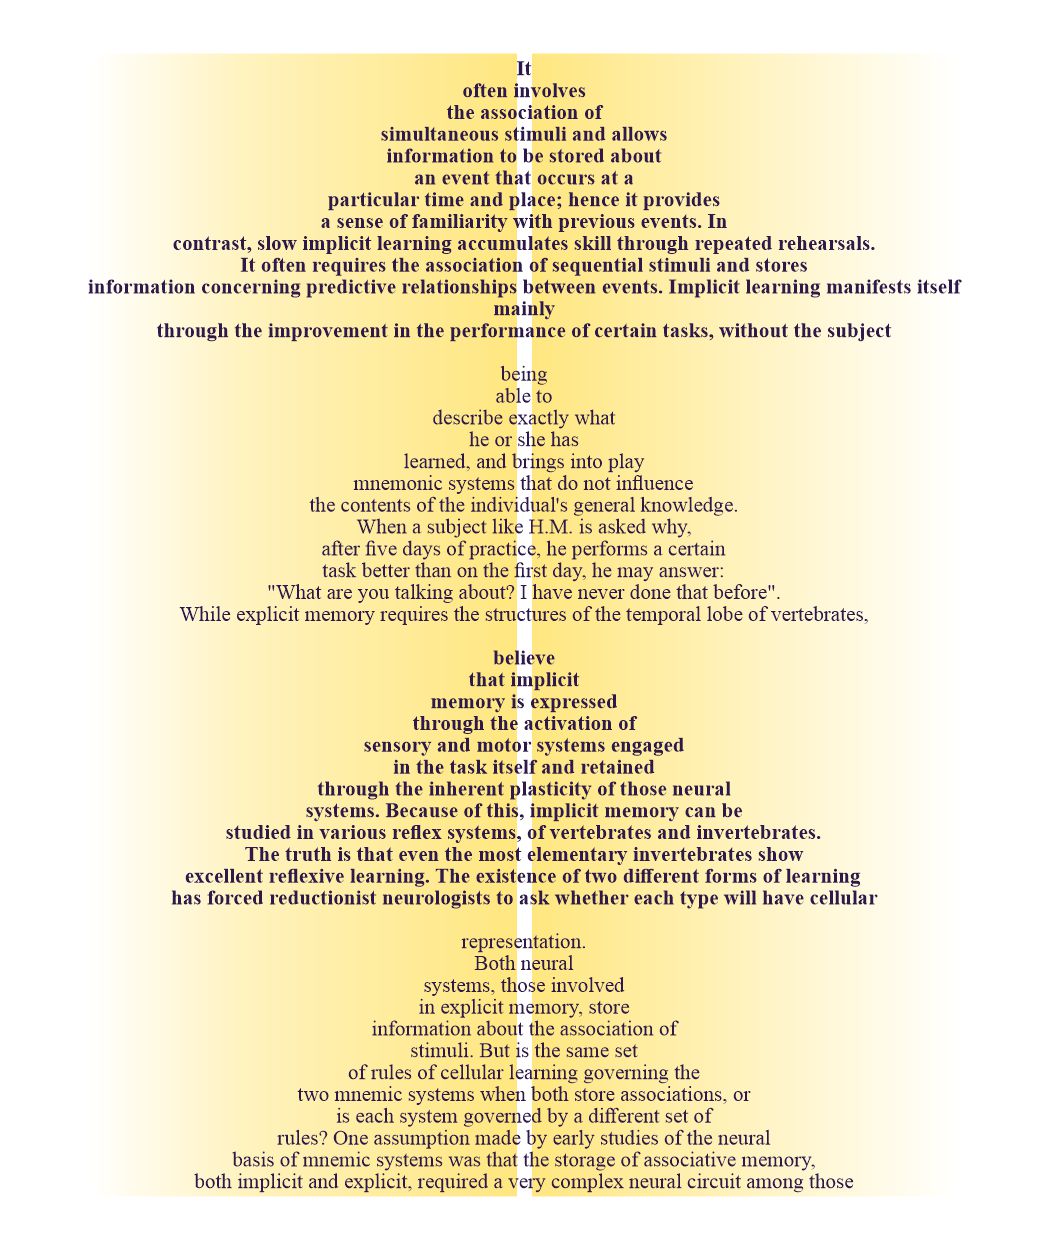 It
often involves
the association of
simultaneous stimuli and allows
information to be stored about
an event that occurs at a
particular time and place; hence it provides
a sense of familiarity with previous events. In
contrast, slow implicit learning accumulates skill through repeated rehearsals.
It often requires the association of sequential stimuli and stores
information concerning predictive relationships between events. Implicit learning manifests itself
mainly
through the improvement in the performance of certain tasks, without the subject
being
able to
describe exactly what
he or she has
learned, and brings into play
mnemonic systems that do not influence
the contents of the individual's general knowledge.
When a subject like H.M. is asked why,
after five days of practice, he performs a certain
task better than on the first day, he may answer:
"What are you talking about? I have never done that before".
While explicit memory requires the structures of the temporal lobe of vertebrates,
believe
that implicit
memory is expressed
through the activation of
sensory and motor systems engaged
in the task itself and retained
through the inherent plasticity of those neural
systems. Because of this, implicit memory can be
studied in various reflex systems, of vertebrates and invertebrates.
The truth is that even the most elementary invertebrates show
excellent reflexive learning. The existence of two different forms of learning
has forced reductionist neurologists to ask whether each type will have cellular
representation.
Both neural
systems, those involved
in explicit memory, store
information about the association of
stimuli. But is the same set
of rules of cellular learning governing the
two mnemic systems when both store associations, or
is each system governed by a different set of
rules? One assumption made by early studies of the neural
basis of mnemic systems was that the storage of associative memory,
both implicit and explicit, required a very complex neural circuit among those